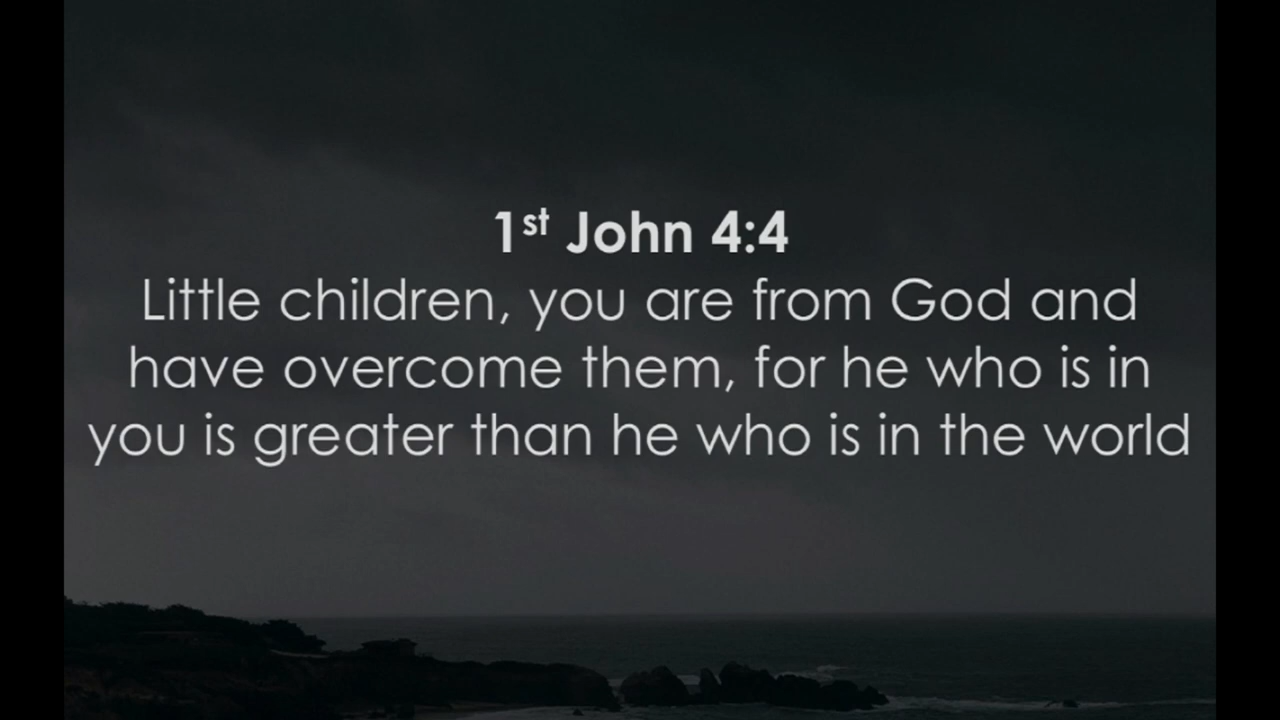 1st John 4:4
Little children, you are from God and
have overcome them, for he who is in
you is greater than he who is in the world